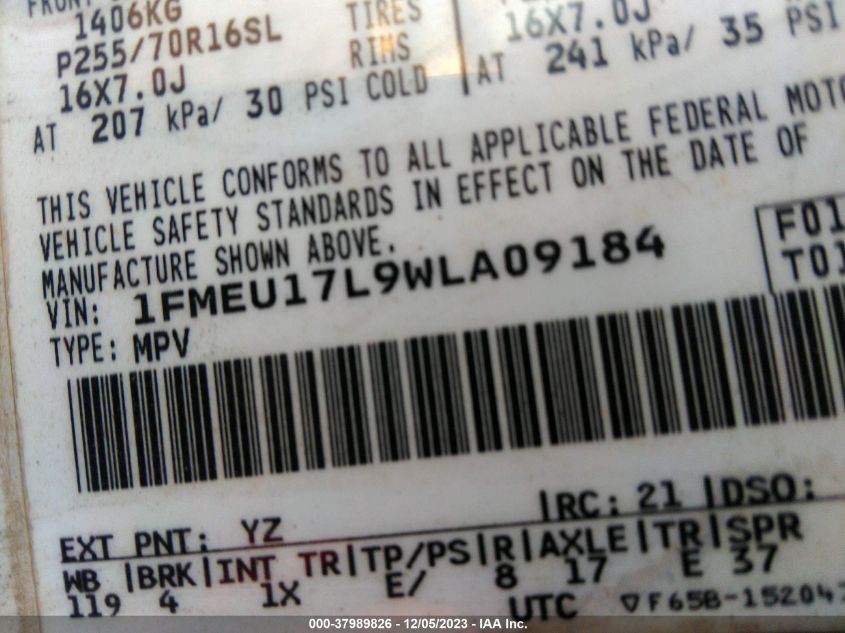 FRONT
1406KG
P255/70R16SL TIRES
16X7.0J RIMS 16X7.0J
AT 207 kPa/ 30 PSI COLD AT 241 kPa/ 35 PSI
THIS VEHICLE CONFORMS TO ALL APPLICABLE FEDERAL MOTO
VEHICLE SAFETY STANDARDS IN EFFECT ON THE DATE OF
MANUFACTURE SHOWN ABOVE.
VIN: 1FMEU17L9WLA09184 F01
TYPE: MPV T01
EXT PNT: YZ |RC: 21 |DSO:
WB |BRK|INT TR|TP/PS|R|AXLE|TR|SPR
119 4 1X E/ 8 17 E 37
UTC ▽F65B-15204
000-37989826 - 12/05/2023 - IAA Inc.